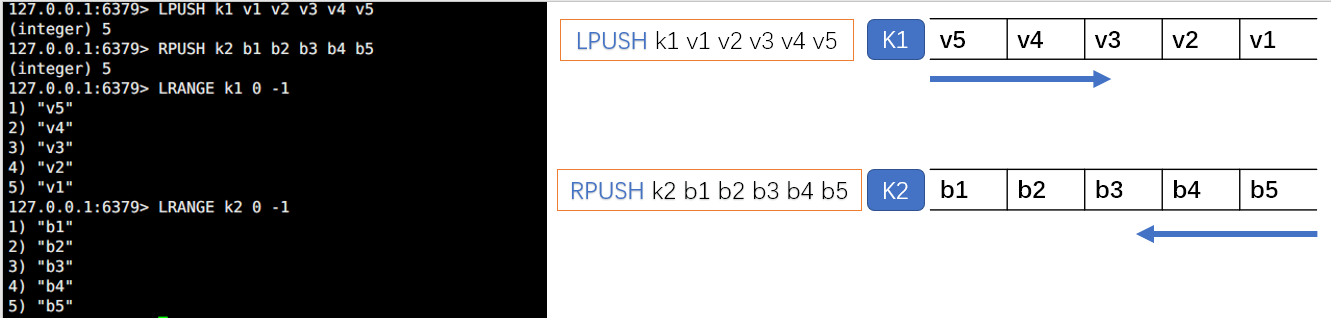 127.0.0.1:6379> LPUSH k1 v1 v2 v3 v4 v5
(integer) 5
127.0.0.1:6379> RPUSH k2 b1 b2 b3 b4 b5
(integer) 5
127.0.0.1:6379> LRANGE k1 0 -1
1) "v5"
2) "v4"
3) "v3"
4) "v2"
5) "v1"
127.0.0.1:6379> LRANGE k2 0 -1
1) "b1"
2) "b2"
3) "b3"
4) "b4"
5) "b5"
LPUSH k1 v1 v2 v3 v4 v5 K1 v5 v4 v3 v2 v1
RPUSH k2 b1 b2 b3 b4 b5 K2 b1 b2 b3 b4 b5